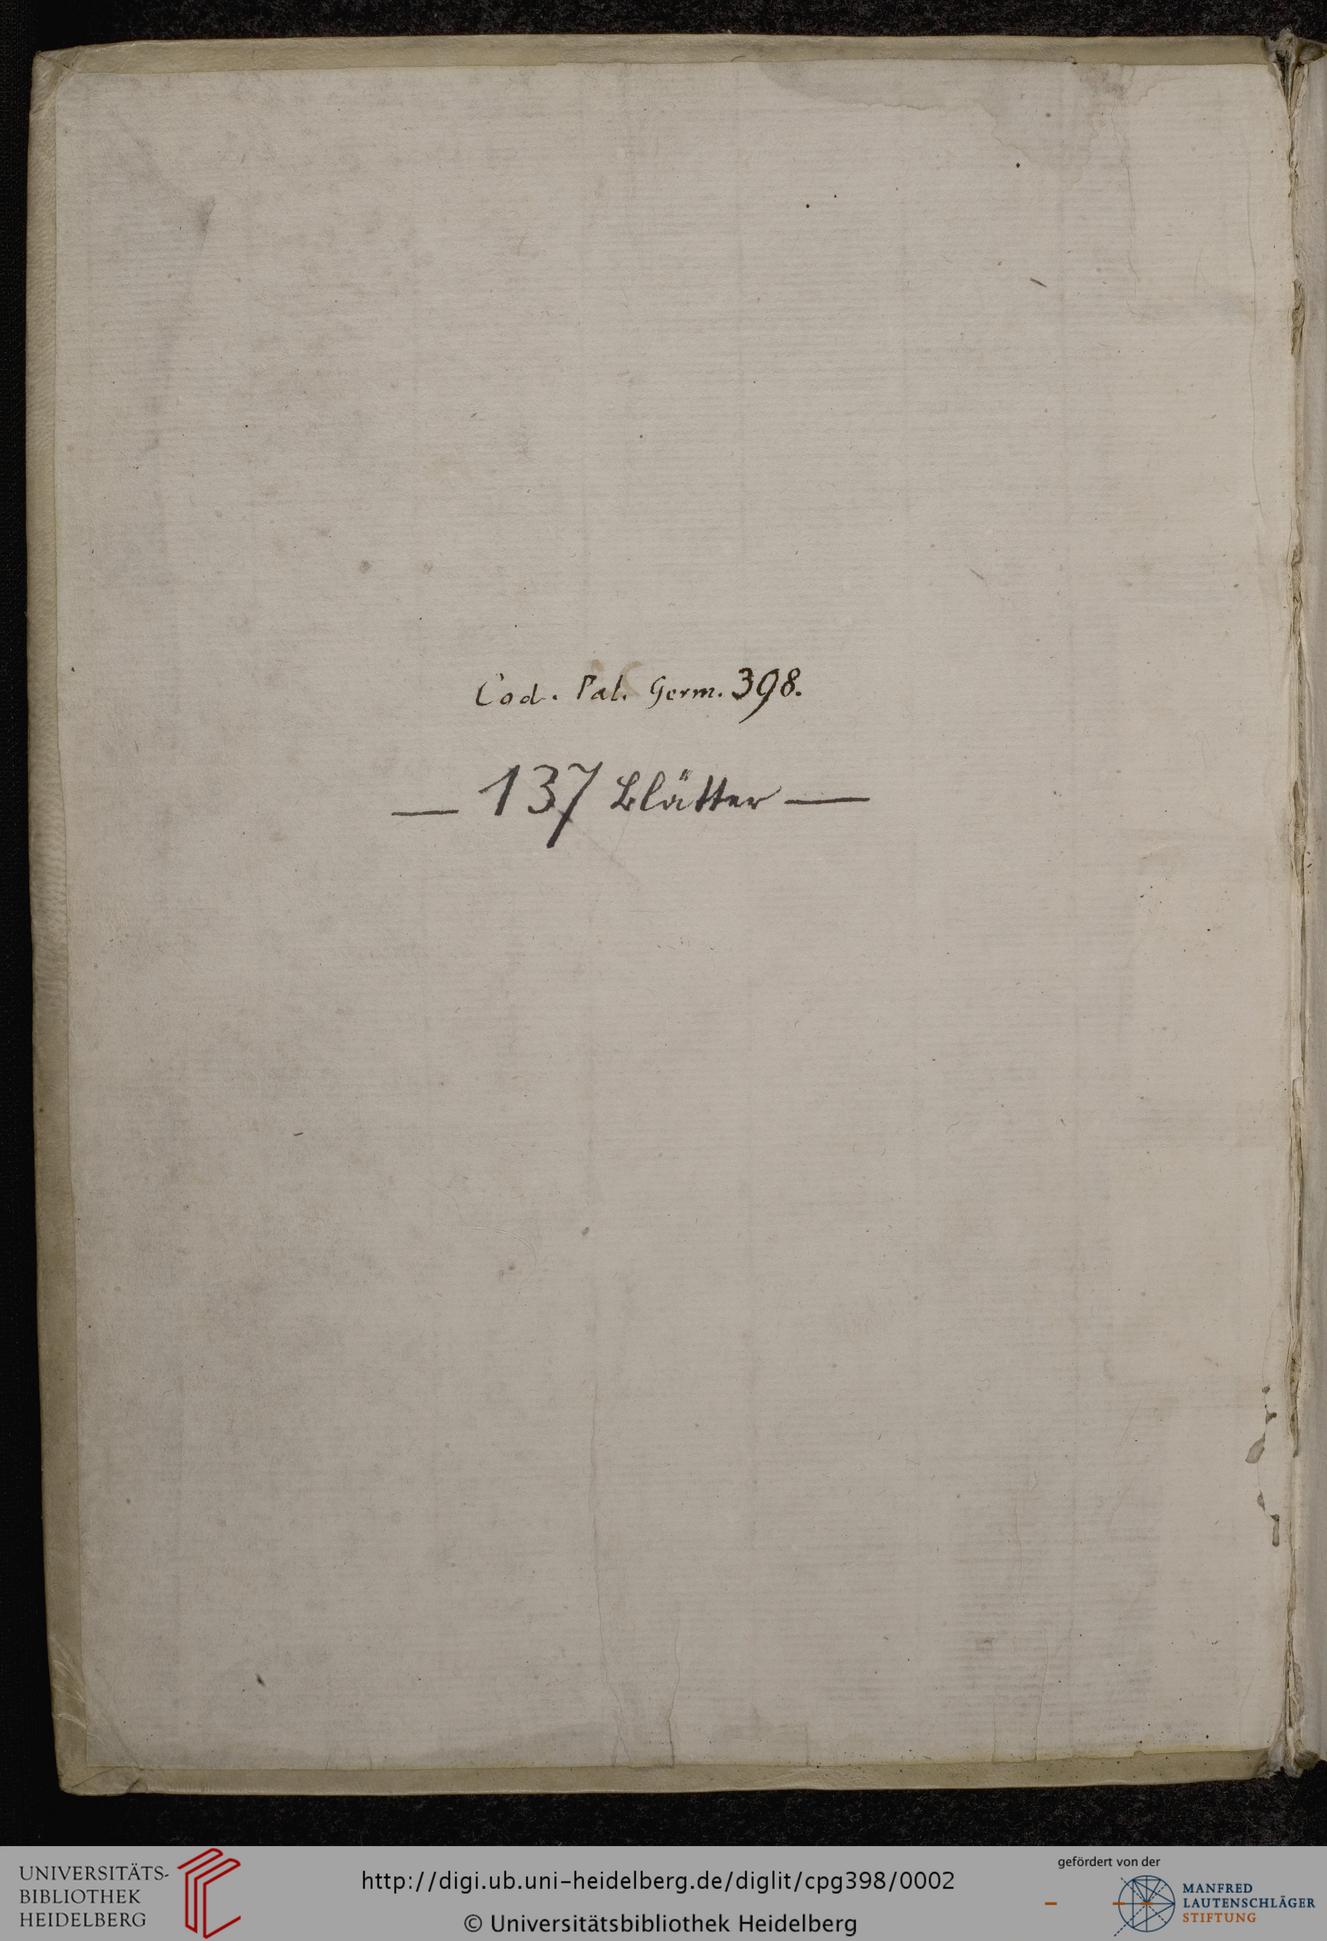 Cod. Pal. Germ. 398.
— 137 Blätter —
UNIVERSITÄTS-
BIBLIOTHEK
HEIDELBERG
http://digi.ub.uni-heidelberg.de/diglit/cpg398/0002
© Universitätsbibliothek Heidelberg
gefördert von der
MANFRED
LAUTENSCHLÄGER
STIFTUNG